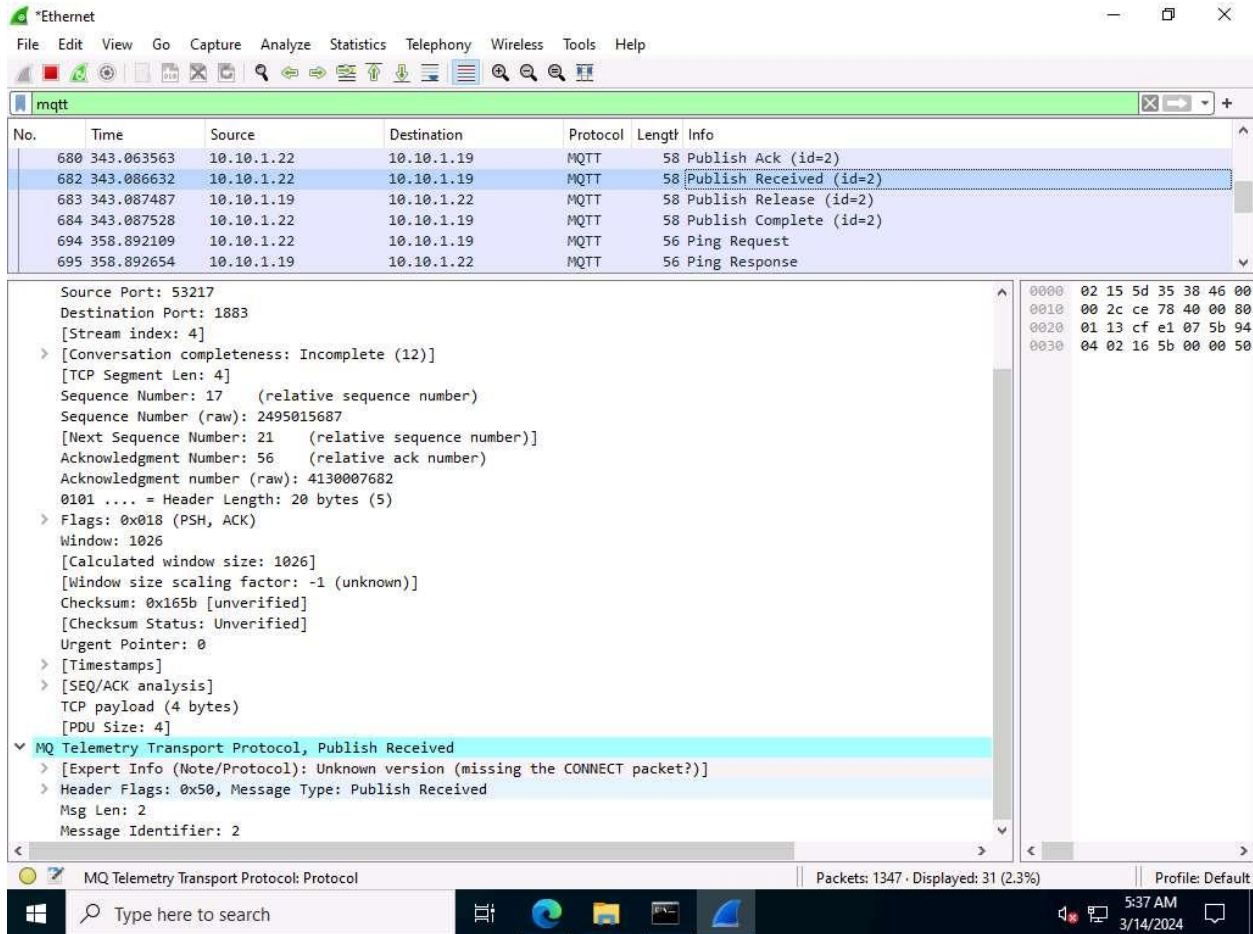 *Ethernet
File Edit View Go Capture Analyze Statistics Telephony Wireless Tools Help
mqtt
No. Time Source Destination Protocol Length Info
680 343.063563 10.10.1.22 10.10.1.19 MQTT 58 Publish Ack (id=2)
682 343.086632 10.10.1.22 10.10.1.19 MQTT 58 Publish Received (id=2)
683 343.087487 10.10.1.19 10.10.1.22 MQTT 58 Publish Release (id=2)
684 343.087528 10.10.1.22 10.10.1.19 MQTT 58 Publish Complete (id=2)
694 358.892109 10.10.1.22 10.10.1.19 MQTT 56 Ping Request
695 358.892654 10.10.1.19 10.10.1.22 MQTT 56 Ping Response
Source Port: 53217
Destination Port: 1883
[Stream index: 4]
> [Conversation completeness: Incomplete (12)]
[TCP Segment Len: 4]
Sequence Number: 17 (relative sequence number)
Sequence Number (raw): 2495015687
[Next Sequence Number: 21 (relative sequence number)]
Acknowledgment Number: 56 (relative ack number)
Acknowledgment number (raw): 4130007682
0101 .... = Header Length: 20 bytes (5)
> Flags: 0x018 (PSH, ACK)
Window: 1026
[Calculated window size: 1026]
[Window size scaling factor: -1 (unknown)]
Checksum: 0x165b [unverified]
[Checksum Status: Unverified]
Urgent Pointer: 0
> [Timestamps]
> [SEQ/ACK analysis]
TCP payload (4 bytes)
[PDU Size: 4]
MQ Telemetry Transport Protocol, Publish Received
> [Expert Info (Note/Protocol): Unknown version (missing the CONNECT packet?)]
> Header Flags: 0x50, Message Type: Publish Received
Msg Len: 2
Message Identifier: 2
0000 02 15 5d 35 38 46 00
0010 00 2c ce 78 40 00 80
0020 01 13 cf e1 07 5b 94
0030 04 02 16 5b 00 00 50
MQ Telemetry Transport Protocol: Protocol
Packets: 1347 · Displayed: 31 (2.3%)
Profile: Default
Type here to search
5:37 AM
3/14/2024